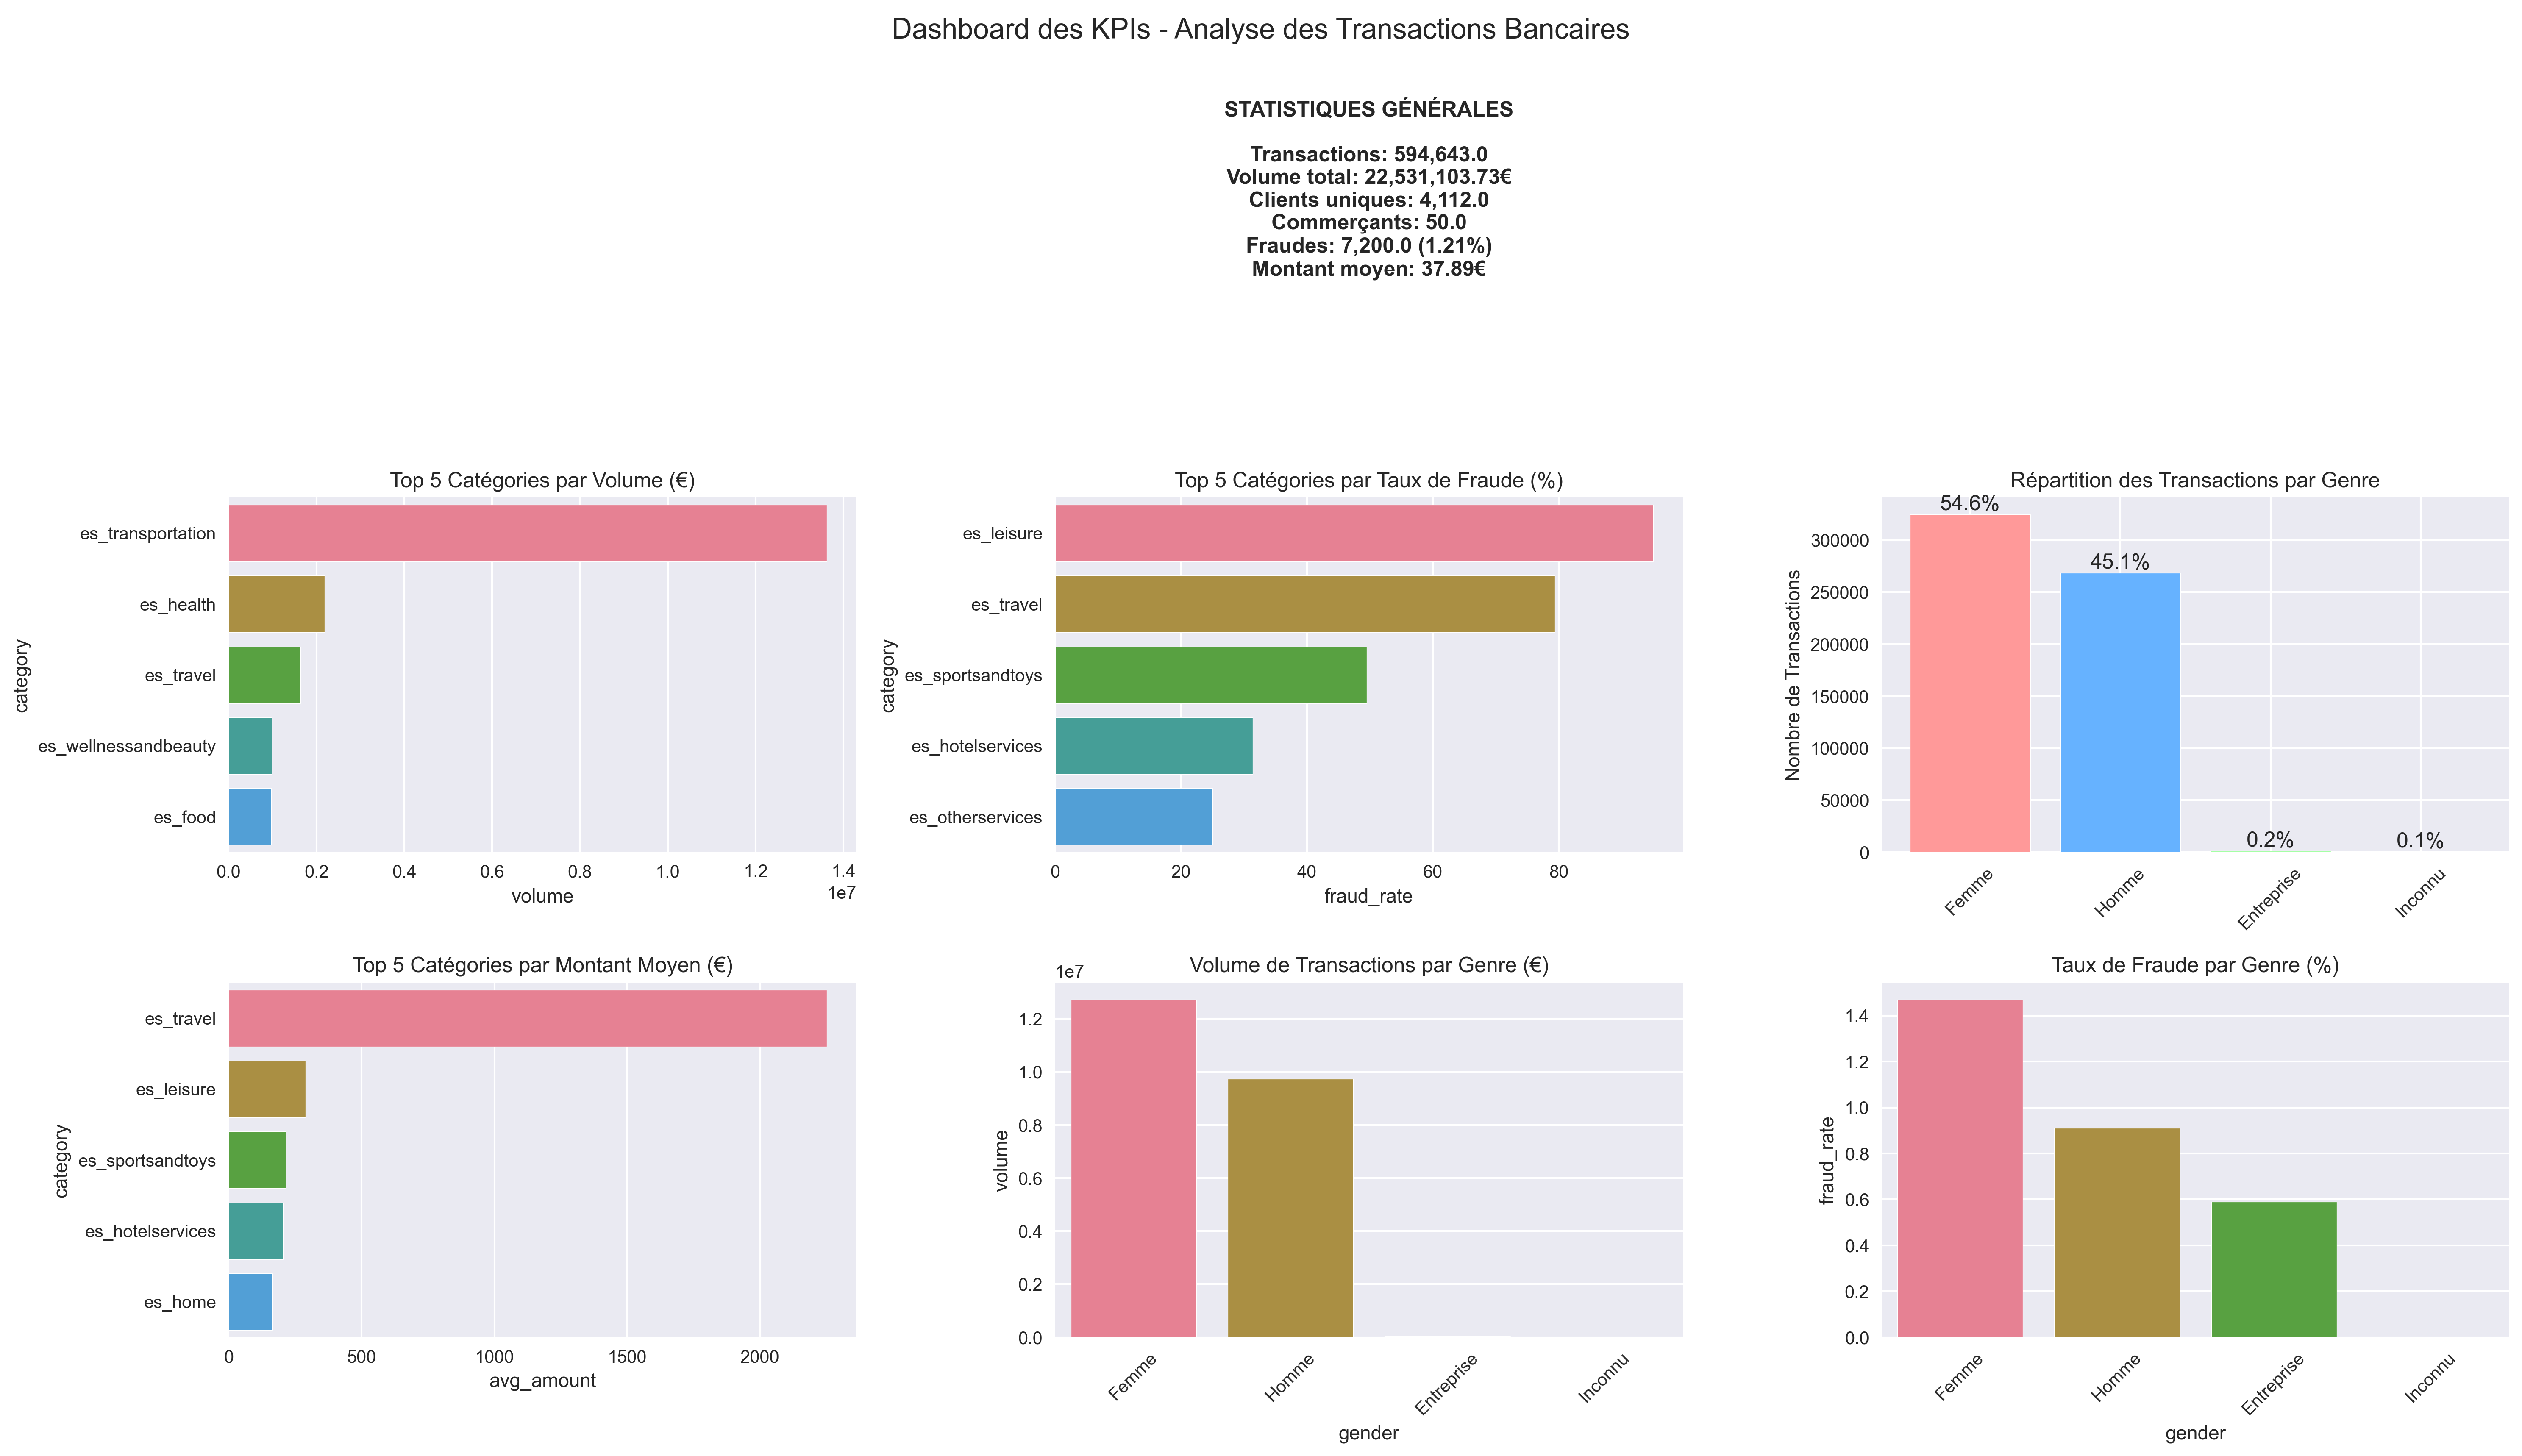 Dashboard des KPIs - Analyse des Transactions Bancaires
STATISTIQUES GÉNÉRALES
Transactions: 594,643.0
Volume total: 22,531,103.73€
Clients uniques: 4,112.0
Commerçants: 50.0
Fraudes: 7,200.0 (1.21%)
Montant moyen: 37.89€
Top 5 Catégories par Volume (€)
category
es_transportation
es_health
es_travel
es_wellnessandbeauty
es_food
0.0 0.2 0.4 0.6 0.8 1.0 1.2 1.4
1e7
volume
Top 5 Catégories par Taux de Fraude (%)
category
es_leisure
es_travel
es_sportsandtoys
es_hotelservices
es_otherservices
0 20 40 60 80
fraud_rate
Répartition des Transactions par Genre
Nombre de Transactions
300000
250000
200000
150000
100000
50000
0
54.6%
45.1%
0.2%
0.1%
Femme
Homme
Entreprise
Inconnu
Top 5 Catégories par Montant Moyen (€)
category
es_travel
es_leisure
es_sportsandtoys
es_hotelservices
es_home
0 500 1000 1500 2000
avg_amount
Volume de Transactions par Genre (€)
1e7
volume
1.2
1.0
0.8
0.6
0.4
0.2
0.0
Femme
Homme
Entreprise
Inconnu
gender
Taux de Fraude par Genre (%)
fraud_rate
1.4
1.2
1.0
0.8
0.6
0.4
0.2
0.0
Femme
Homme
Entreprise
Inconnu
gender